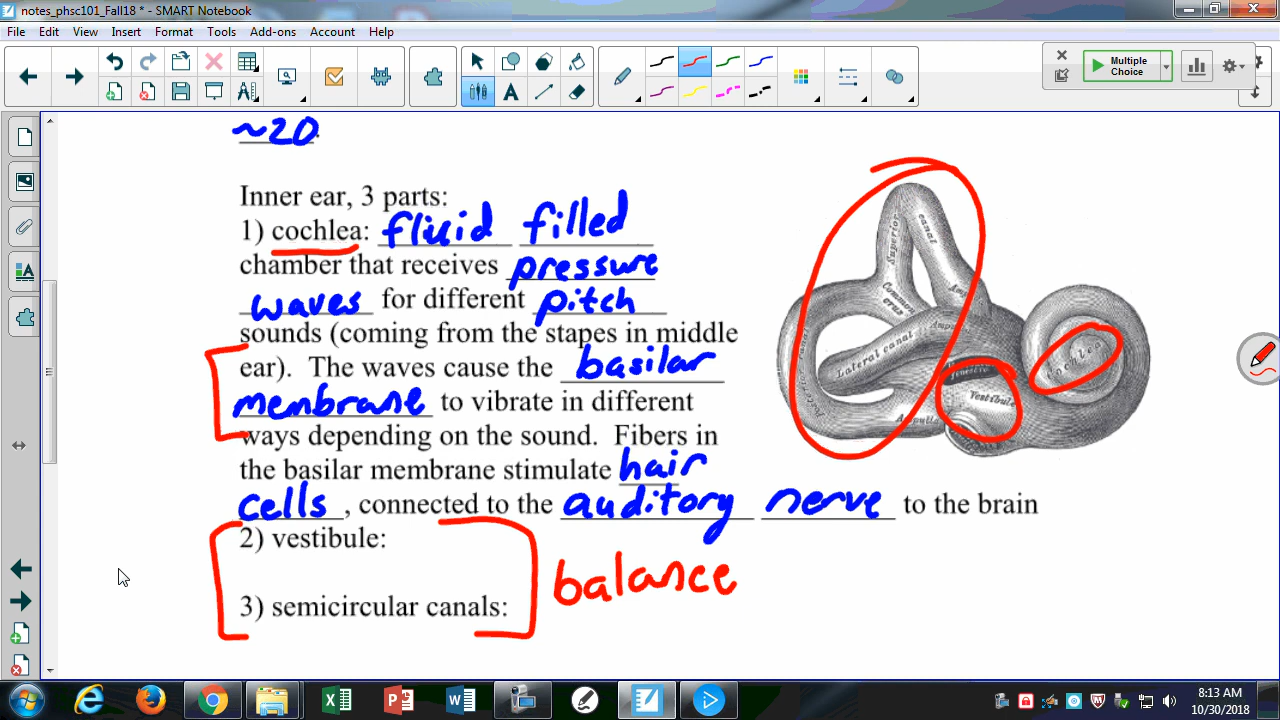 notes_phsc101_Fall18 * - SMART Notebook
File Edit View Insert Format Tools Add-ons Account Help
Multiple
Choice
~20
Inner ear, 3 parts:
1) cochlea: fluid filled
chamber that receives pressure
waves for different pitch
sounds (coming from the stapes in middle
ear). The waves cause the basilar
membrane to vibrate in different
ways depending on the sound. Fibers in
the basilar membrane stimulate hair
cells, connected to the auditory nerve to the brain
2) vestibule:
balance
3) semicircular canals:
Superior canal
Common crus
Lateral canal
Cochlea
Vestibule
8:13 AM
10/30/2018